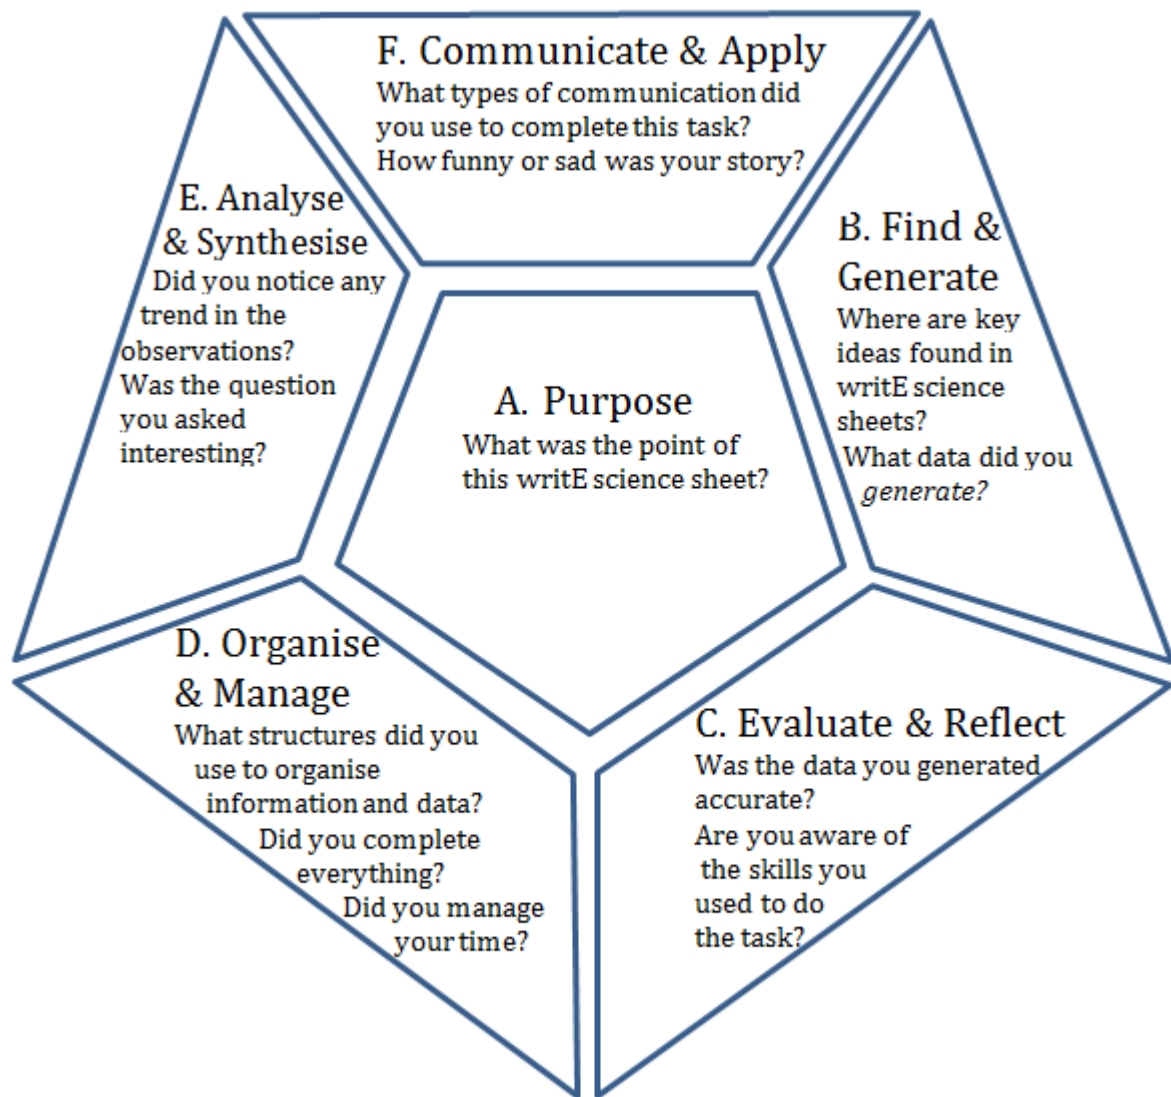 F. Communicate & Apply
What types of communication did
you use to complete this task?
How funny or sad was your story?
E. Analyse
& Synthesise
Did you notice any
trend in the
observations?
Was the question
you asked
interesting?
B. Find &
Generate
Where are key
ideas found in
writE science
sheets?
What data did you
generate?
A. Purpose
What was the point of
this writE science sheet?
D. Organise
& Manage
What structures did you
use to organise
information and data?
Did you complete
everything?
Did you manage
your time?
C. Evaluate & Reflect
Was the data you generated
accurate?
Are you aware of
the skills you
used to do
the task?